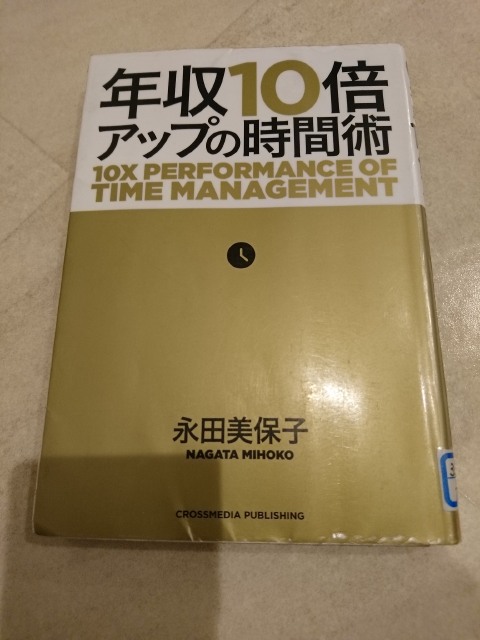 年収10倍
アップの時間術
10X PERFORMANCE OF
TIME MANAGEMENT
永田美保子
NAGATA MIHOKO
CROSSMEDIA PUBLISHING